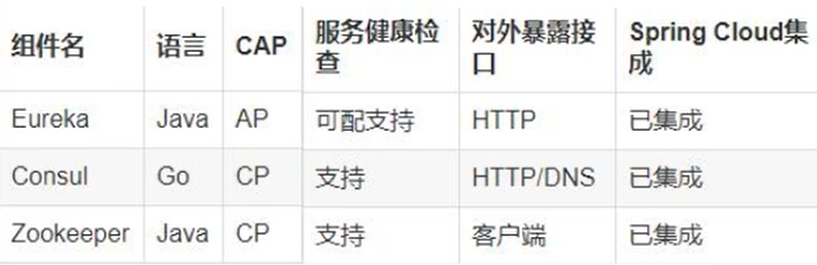 组件名 语言 CAP 服务健康检查 对外暴露接口 Spring Cloud集成
Eureka Java AP 可配支持 HTTP 已集成
Consul Go CP 支持 HTTP/DNS 已集成
Zookeeper Java CP 支持 客户端 已集成